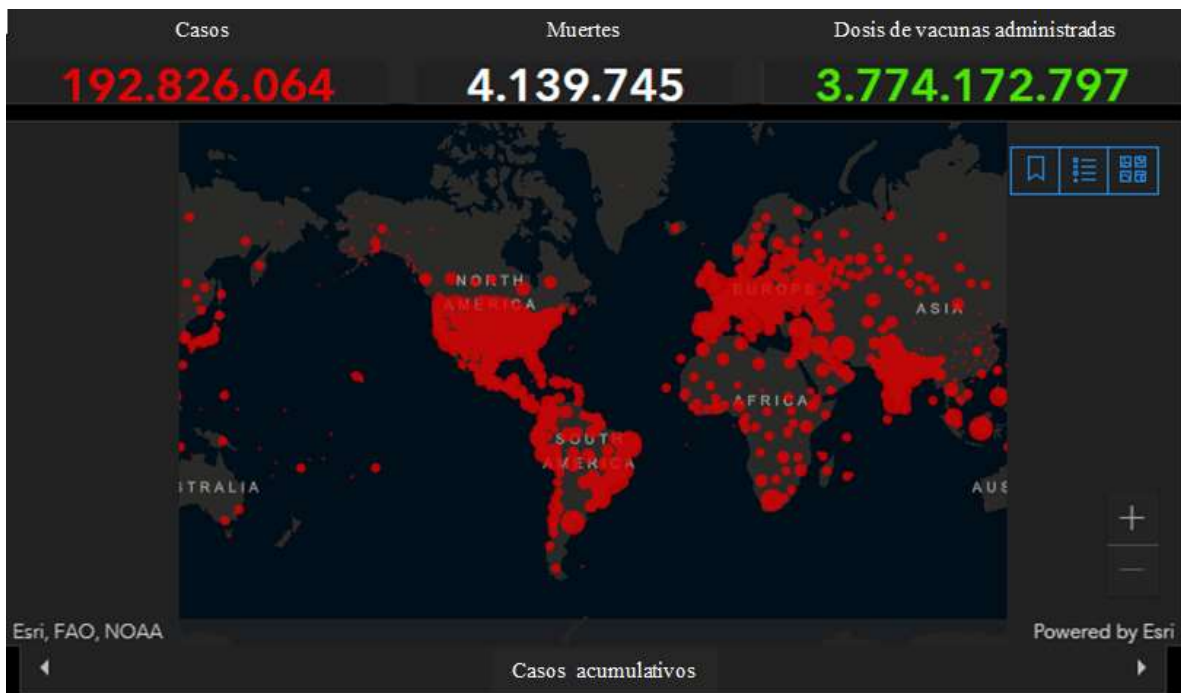 Casos
Muertes
Dosis de vacunas administradas
192.826.064
4.139.745
3.774.172.797
NORTH
AMERICA
EUROPE
ASIA
AFRICA
SOUTH
AMERICA
STRALIA
AUS
Esri, FAO, NOAA
Powered by Esri
Casos acumulativos